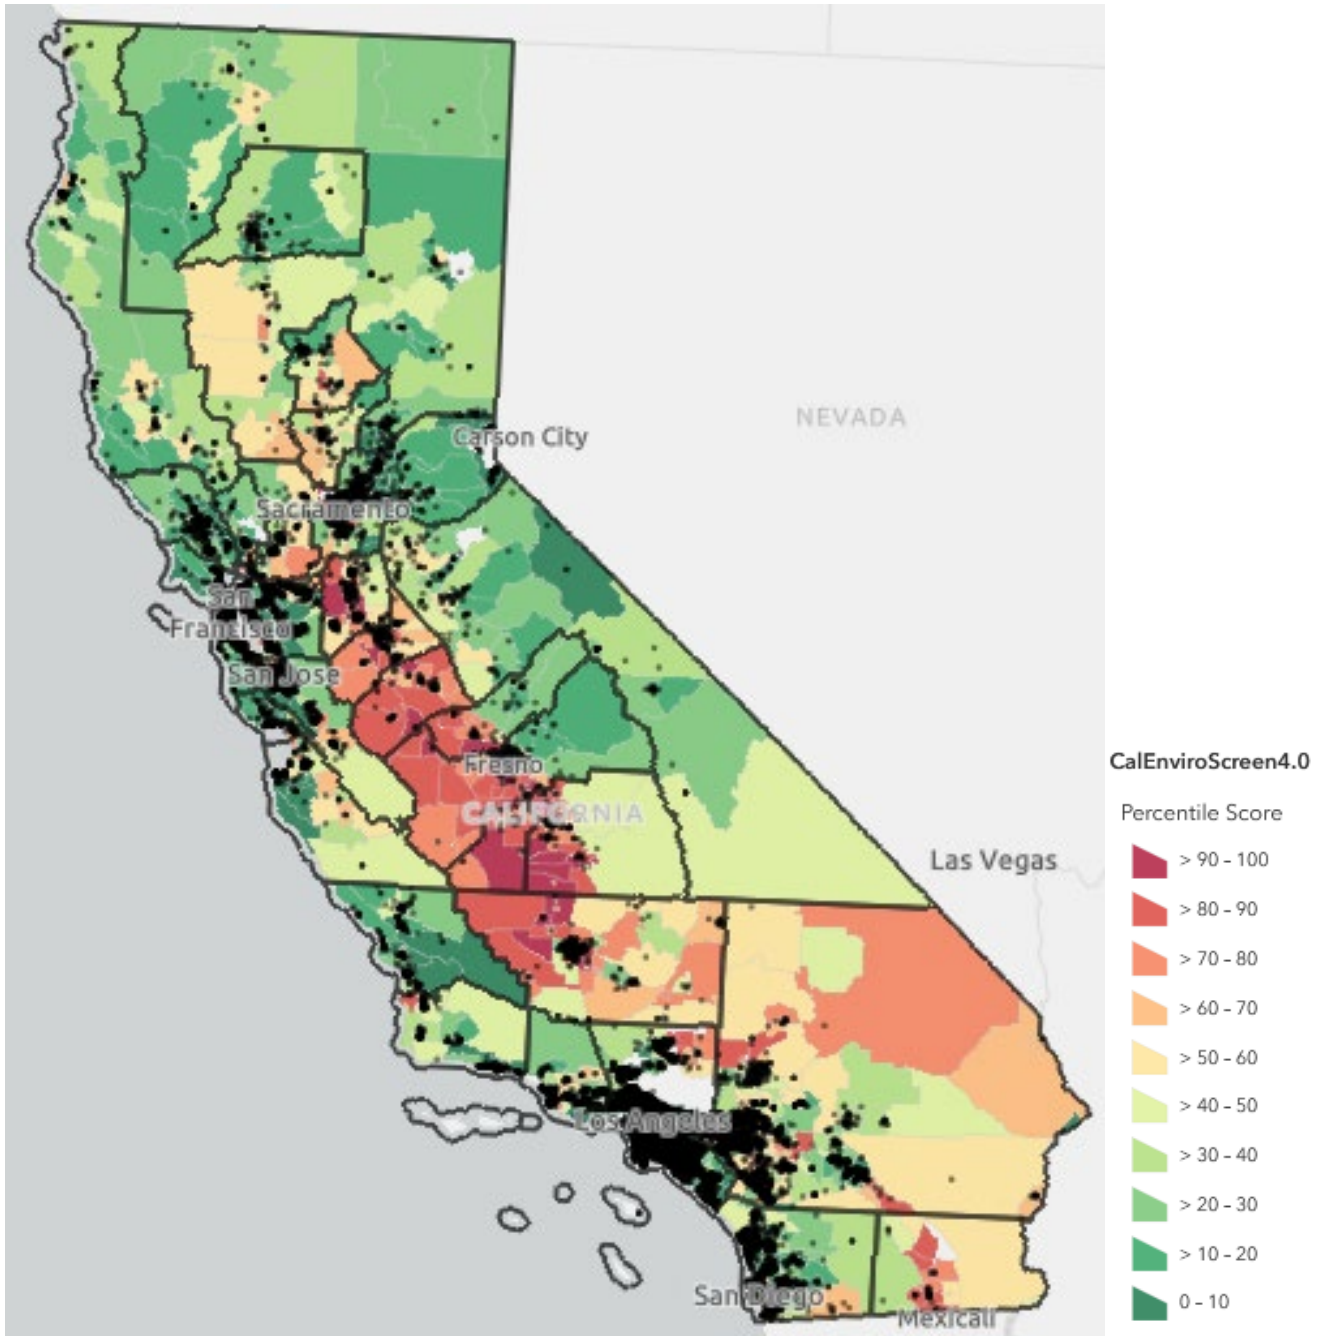 NEVADA
Carson City
Sacramento
San
Francisco
San Jose
Fresno
CALIFORNIA
Las Vegas
Los Angeles
San Diego
Mexicali
CalEnviroScreen4.0
Percentile Score
> 90 - 100
> 80 - 90
> 70 - 80
> 60 - 70
> 50 - 60
> 40 - 50
> 30 - 40
> 20 - 30
> 10 - 20
0 - 10